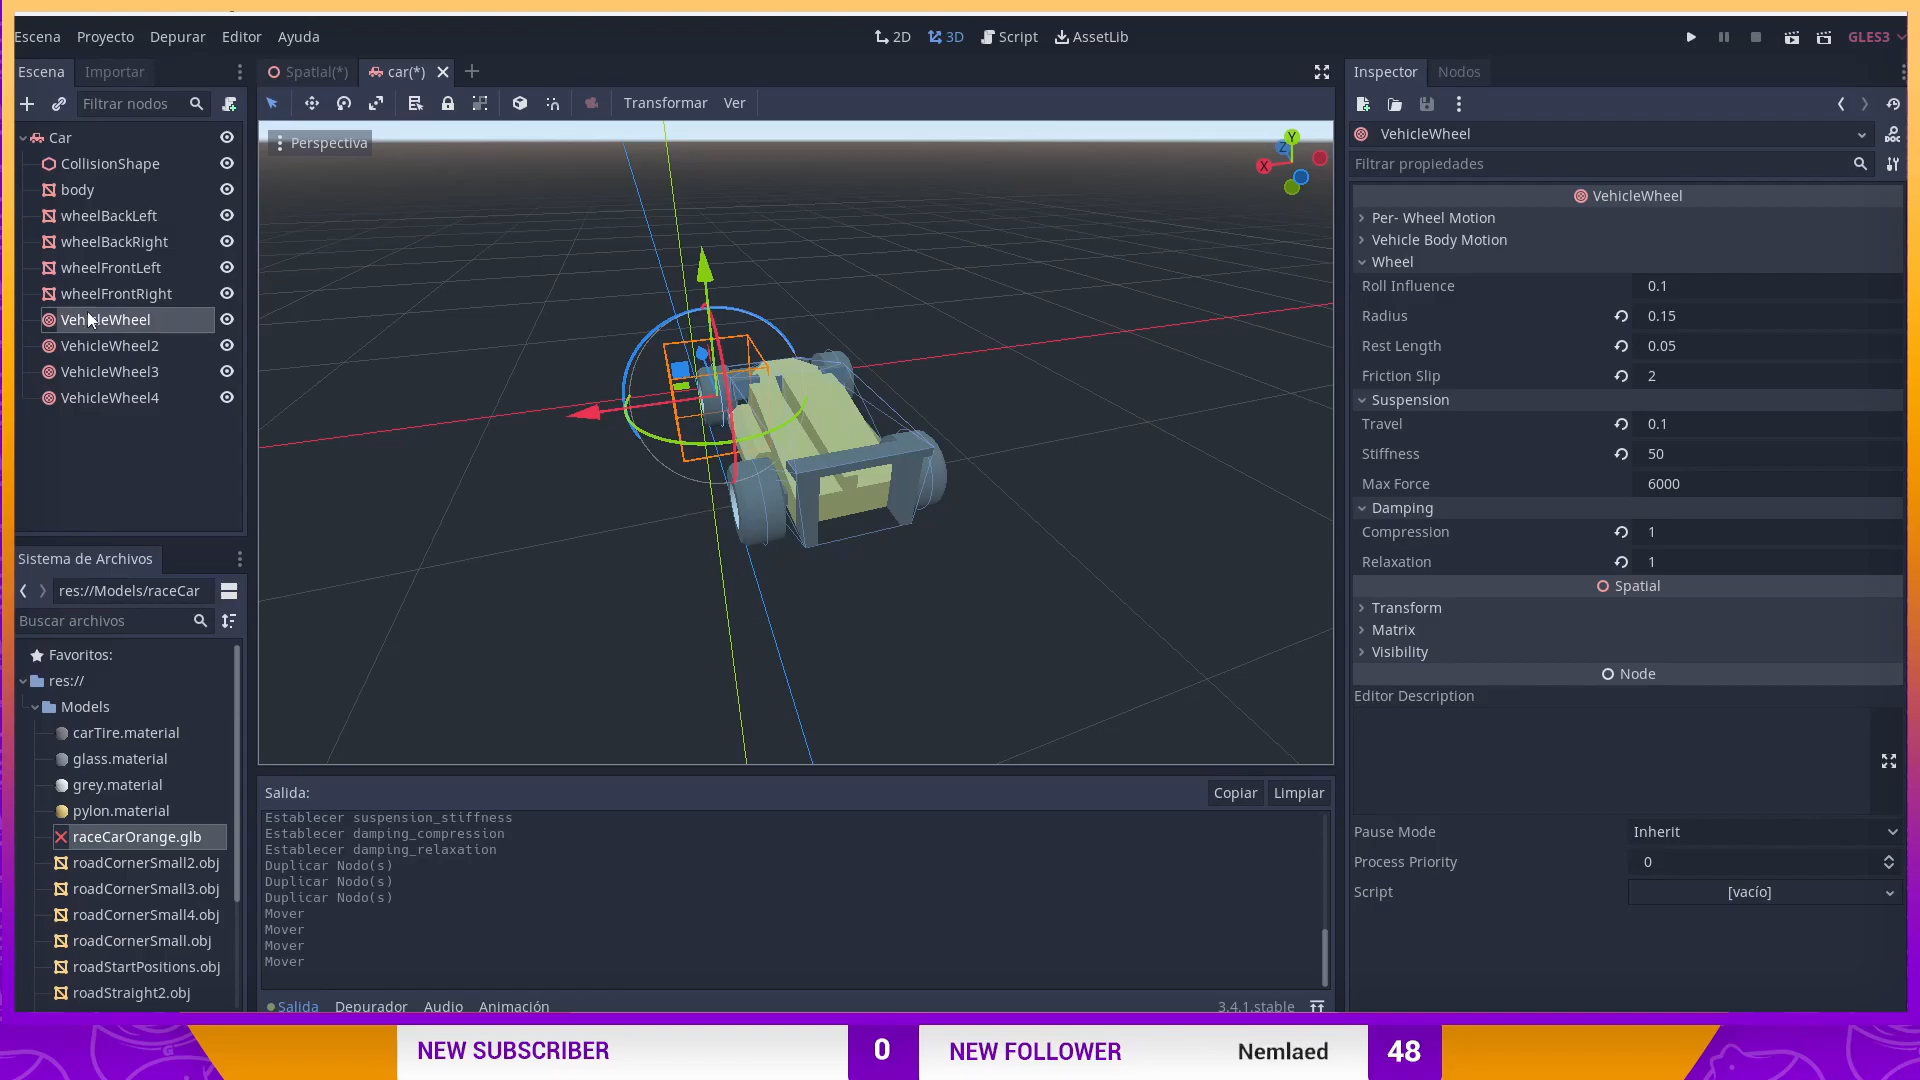 Escena Proyecto Depurar Editor Ayuda
2D 3D Script AssetLib
GLES3
Escena Importar
Filtrar nodos
Car
CollisionShape
body
wheelBackLeft
wheelBackRight
wheelFrontLeft
wheelFrontRight
VehicleWheel
VehicleWheel2
VehicleWheel3
VehicleWheel4
Sistema de Archivos
res://Models/raceCar
Buscar archivos
Favoritos:
res://
Models
carTire.material
glass.material
grey.material
pylon.material
raceCarOrange.glb
roadCornerSmall2.obj
roadCornerSmall3.obj
roadCornerSmall4.obj
roadCornerSmall.obj
roadStartPositions.obj
roadStraight2.obj
Spatial(*) car(*)
Transformar Ver
Perspectiva
Y
Z
X
Salida: Copiar Limpiar
Establecer suspension_stiffness
Establecer damping_compression
Establecer damping_relaxation
Duplicar Nodo(s)
Duplicar Nodo(s)
Duplicar Nodo(s)
Mover
Mover
Mover
Mover
Salida Depurador Audio Animación 3.4.1.stable
Inspector Nodos
VehicleWheel
Filtrar propiedades
VehicleWheel
Per- Wheel Motion
Vehicle Body Motion
Wheel
Roll Influence 0.1
Radius 0.15
Rest Length 0.05
Friction Slip 2
Suspension
Travel 0.1
Stiffness 50
Max Force 6000
Damping
Compression 1
Relaxation 1
Spatial
Transform
Matrix
Visibility
Node
Editor Description
Pause Mode Inherit
Process Priority 0
Script [vacío]
NEW SUBSCRIBER 0 NEW FOLLOWER Nemlaed 48